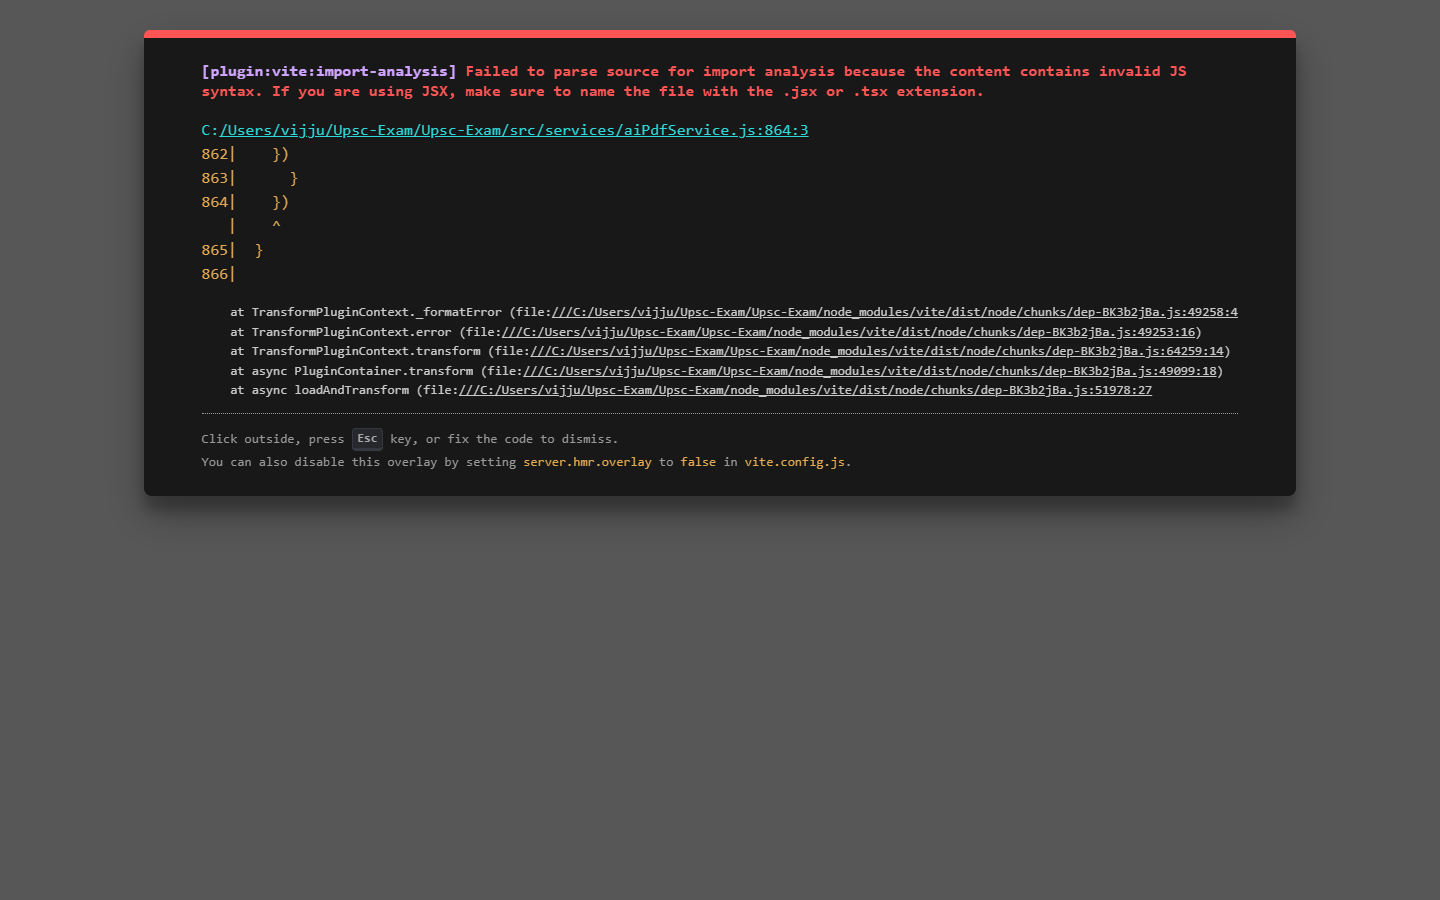 [plugin:vite:import-analysis] Failed to parse source for import analysis because the content contains invalid JS
syntax. If you are using JSX, make sure to name the file with the .jsx or .tsx extension.
C:/Users/vijju/Upsc-Exam/Upsc-Exam/src/services/aiPdfService.js:864:3
862|    })
863|      }
864|    })
   |    ^
865|  }
866|
at TransformPluginContext._formatError (file:///C:/Users/vijju/Upsc-Exam/Upsc-Exam/node_modules/vite/dist/node/chunks/dep-BK3b2jBa.js:49258:4
at TransformPluginContext.error (file:///C:/Users/vijju/Upsc-Exam/Upsc-Exam/node_modules/vite/dist/node/chunks/dep-BK3b2jBa.js:49253:16)
at TransformPluginContext.transform (file:///C:/Users/vijju/Upsc-Exam/Upsc-Exam/node_modules/vite/dist/node/chunks/dep-BK3b2jBa.js:64259:14)
at async PluginContainer.transform (file:///C:/Users/vijju/Upsc-Exam/Upsc-Exam/node_modules/vite/dist/node/chunks/dep-BK3b2jBa.js:49099:18)
at async loadAndTransform (file:///C:/Users/vijju/Upsc-Exam/Upsc-Exam/node_modules/vite/dist/node/chunks/dep-BK3b2jBa.js:51978:27
Click outside, press Esc key, or fix the code to dismiss.
You can also disable this overlay by setting server.hmr.overlay to false in vite.config.js.